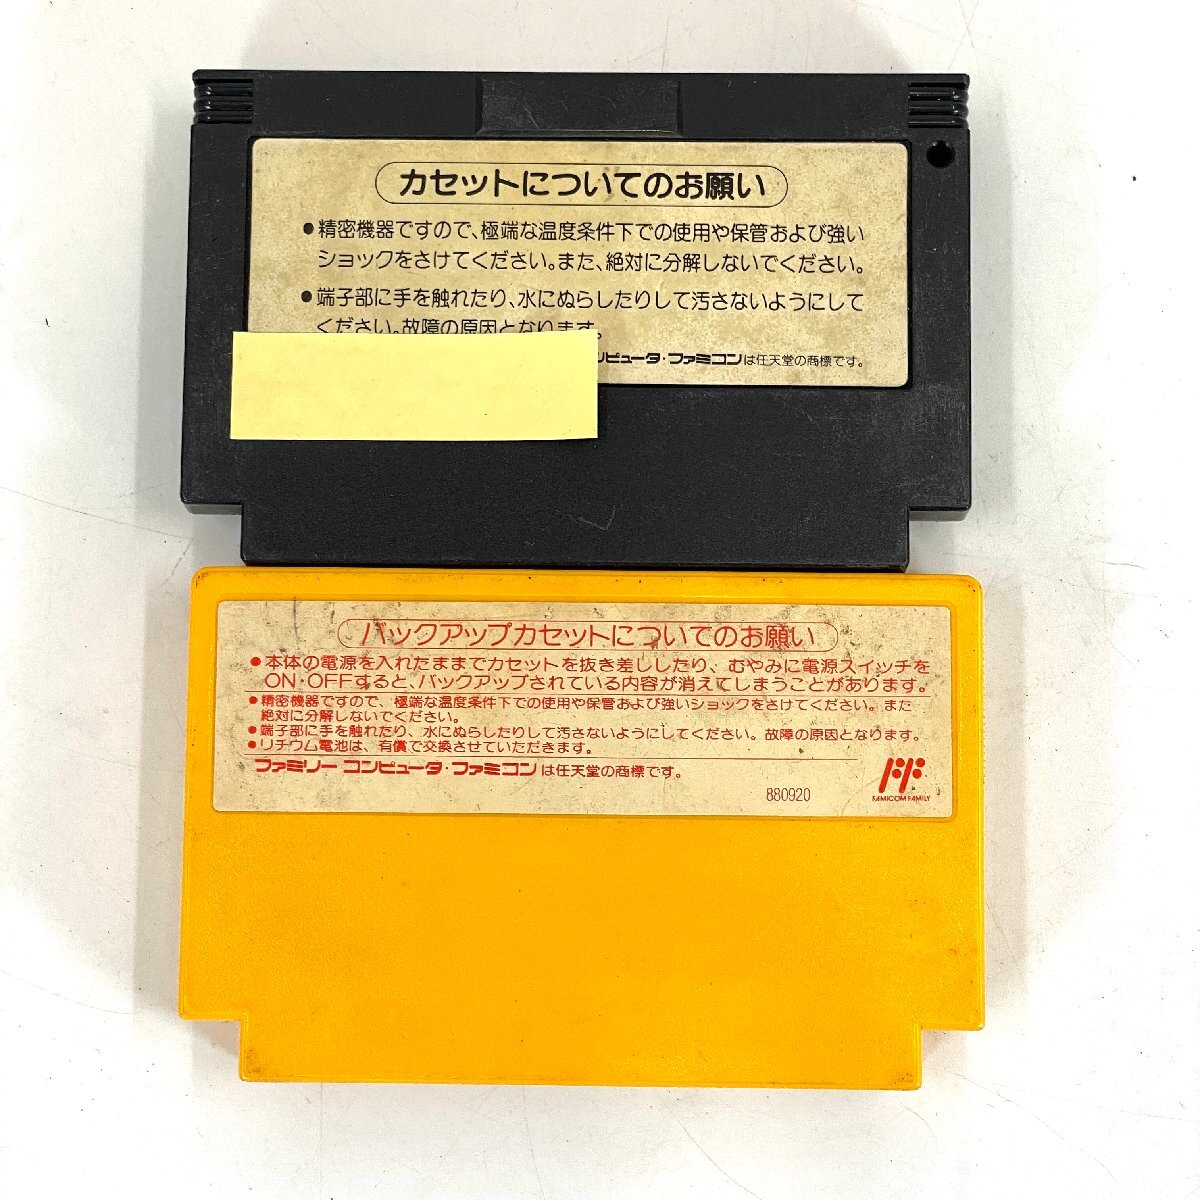 カセットについてのお願い
●精密機器ですので、極端な温度条件下での使用や保管および強い
ショックをさけてください。また、絶対に分解しないでください。
●端子部に手を触れたり、水にぬらしたりして汚さないようにして
ください。故障の原因となります。
ンピュータ・ファミコンは任天堂の商標です。
バックアップカセットについてのお願い
●本体の電源を入れたままでカセットを抜き差ししたり、むやみに電源スイッチを
ON・OFFすると、バックアップされている内容が消えてしまうことがあります。
●精密機器ですので、極端な温度条件下での使用や保管および強いショックをさけてください。また
絶対に分解しないでください。
●端子部に手を触れたり、水にぬらしたりして汚さないようにしてください。故障の原因となります。
●リチウム電池は、有償で交換させていただきます。
ファミリーコンピュータ・ファミコンは任天堂の商標です。
880920
FAMICOM FAMILY